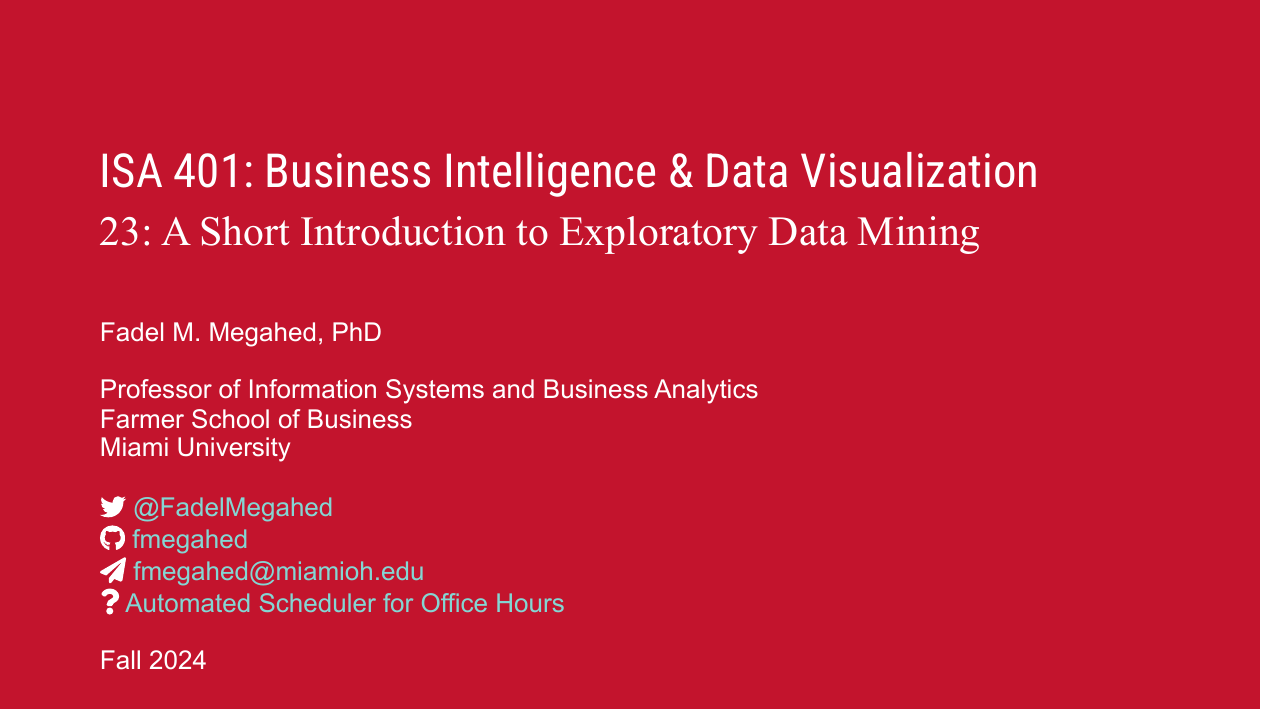 ISA 401: Business Intelligence & Data Visualization
23: A Short Introduction to Exploratory Data Mining
Fadel M. Megahed, PhD
Professor of Information Systems and Business Analytics
Farmer School of Business
Miami University
@FadelMegahed
fmegahed
fmegahed@miamioh.edu
Automated Scheduler for Office Hours
Fall 2024